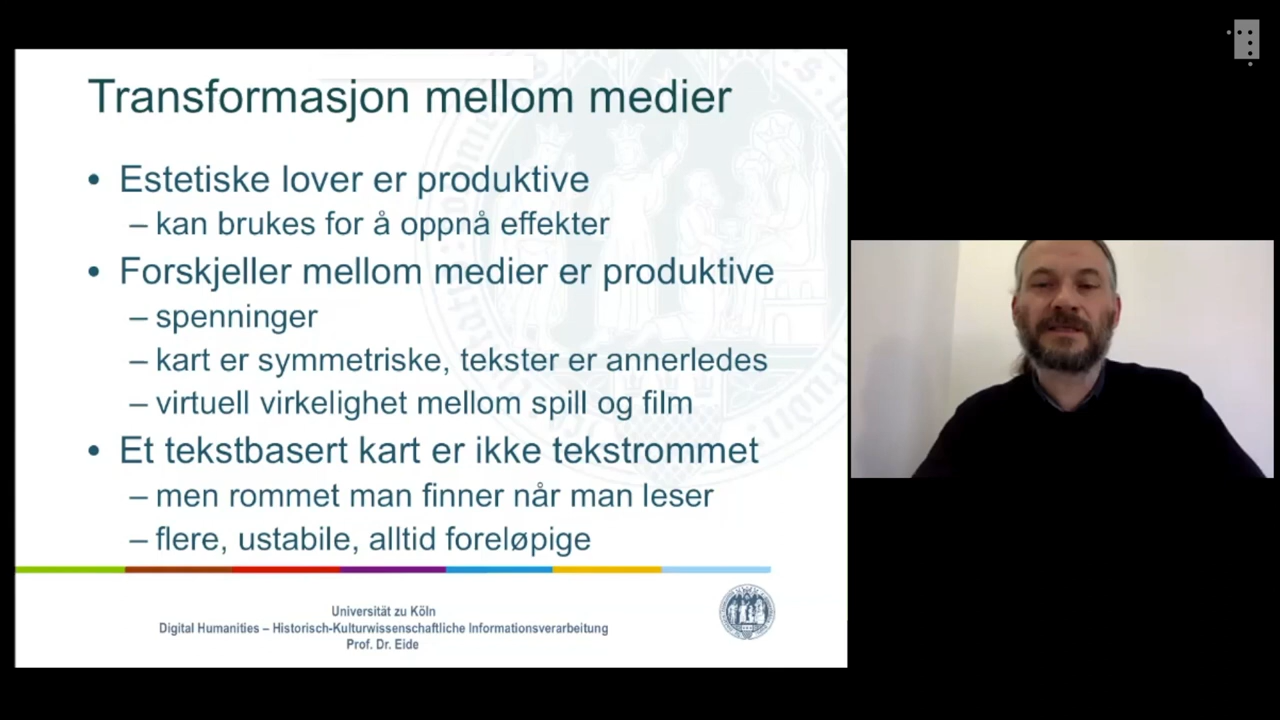 Transformasjon mellom medier
• Estetiske lover er produktive
– kan brukes for å oppnå effekter
• Forskjeller mellom medier er produktive
– spenninger
– kart er symmetriske, tekster er annerledes
– virtuell virkelighet mellom spill og film
• Et tekstbasert kart er ikke tekstrommet
– men rommet man finner når man leser
– flere, ustabile, alltid foreløpige
Universität zu Köln
Digital Humanities – Historisch-Kulturwissenschaftliche Informationsverarbeitung
Prof. Dr. Eide